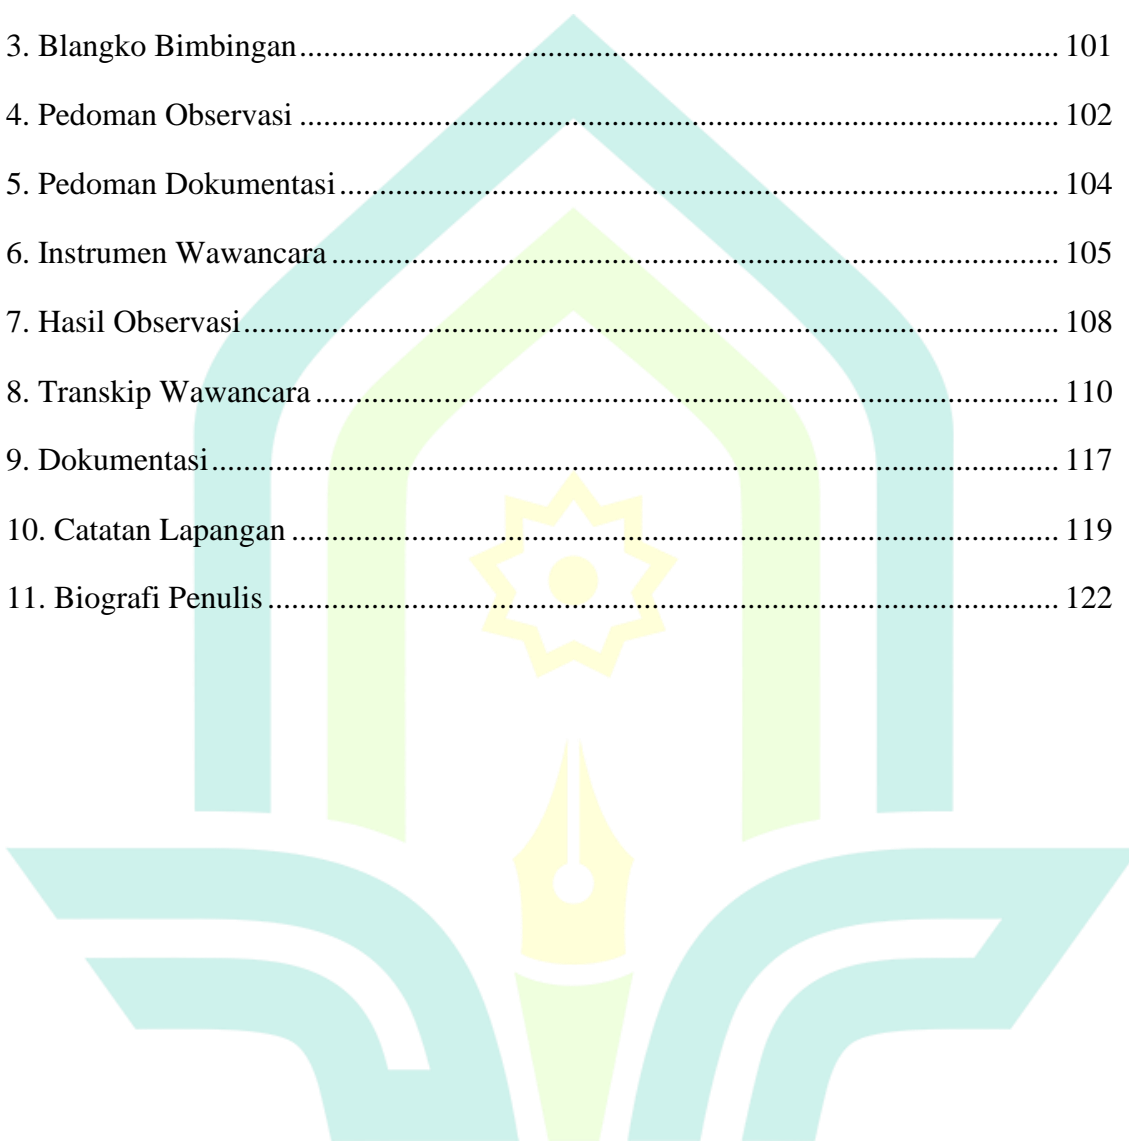 3. Blangko Bimbingan................................................................................................ 101
4. Pedoman Observasi ................................................................................................ 102
5. Pedoman Dokumentasi........................................................................................... 104
6. Instrumen Wawancara ............................................................................................ 105
7. Hasil Observasi....................................................................................................... 108
8. Transkip Wawancara .............................................................................................. 110
9. Dokumentasi........................................................................................................... 117
10. Catatan Lapangan ................................................................................................. 119
11. Biografi Penulis .................................................................................................... 122